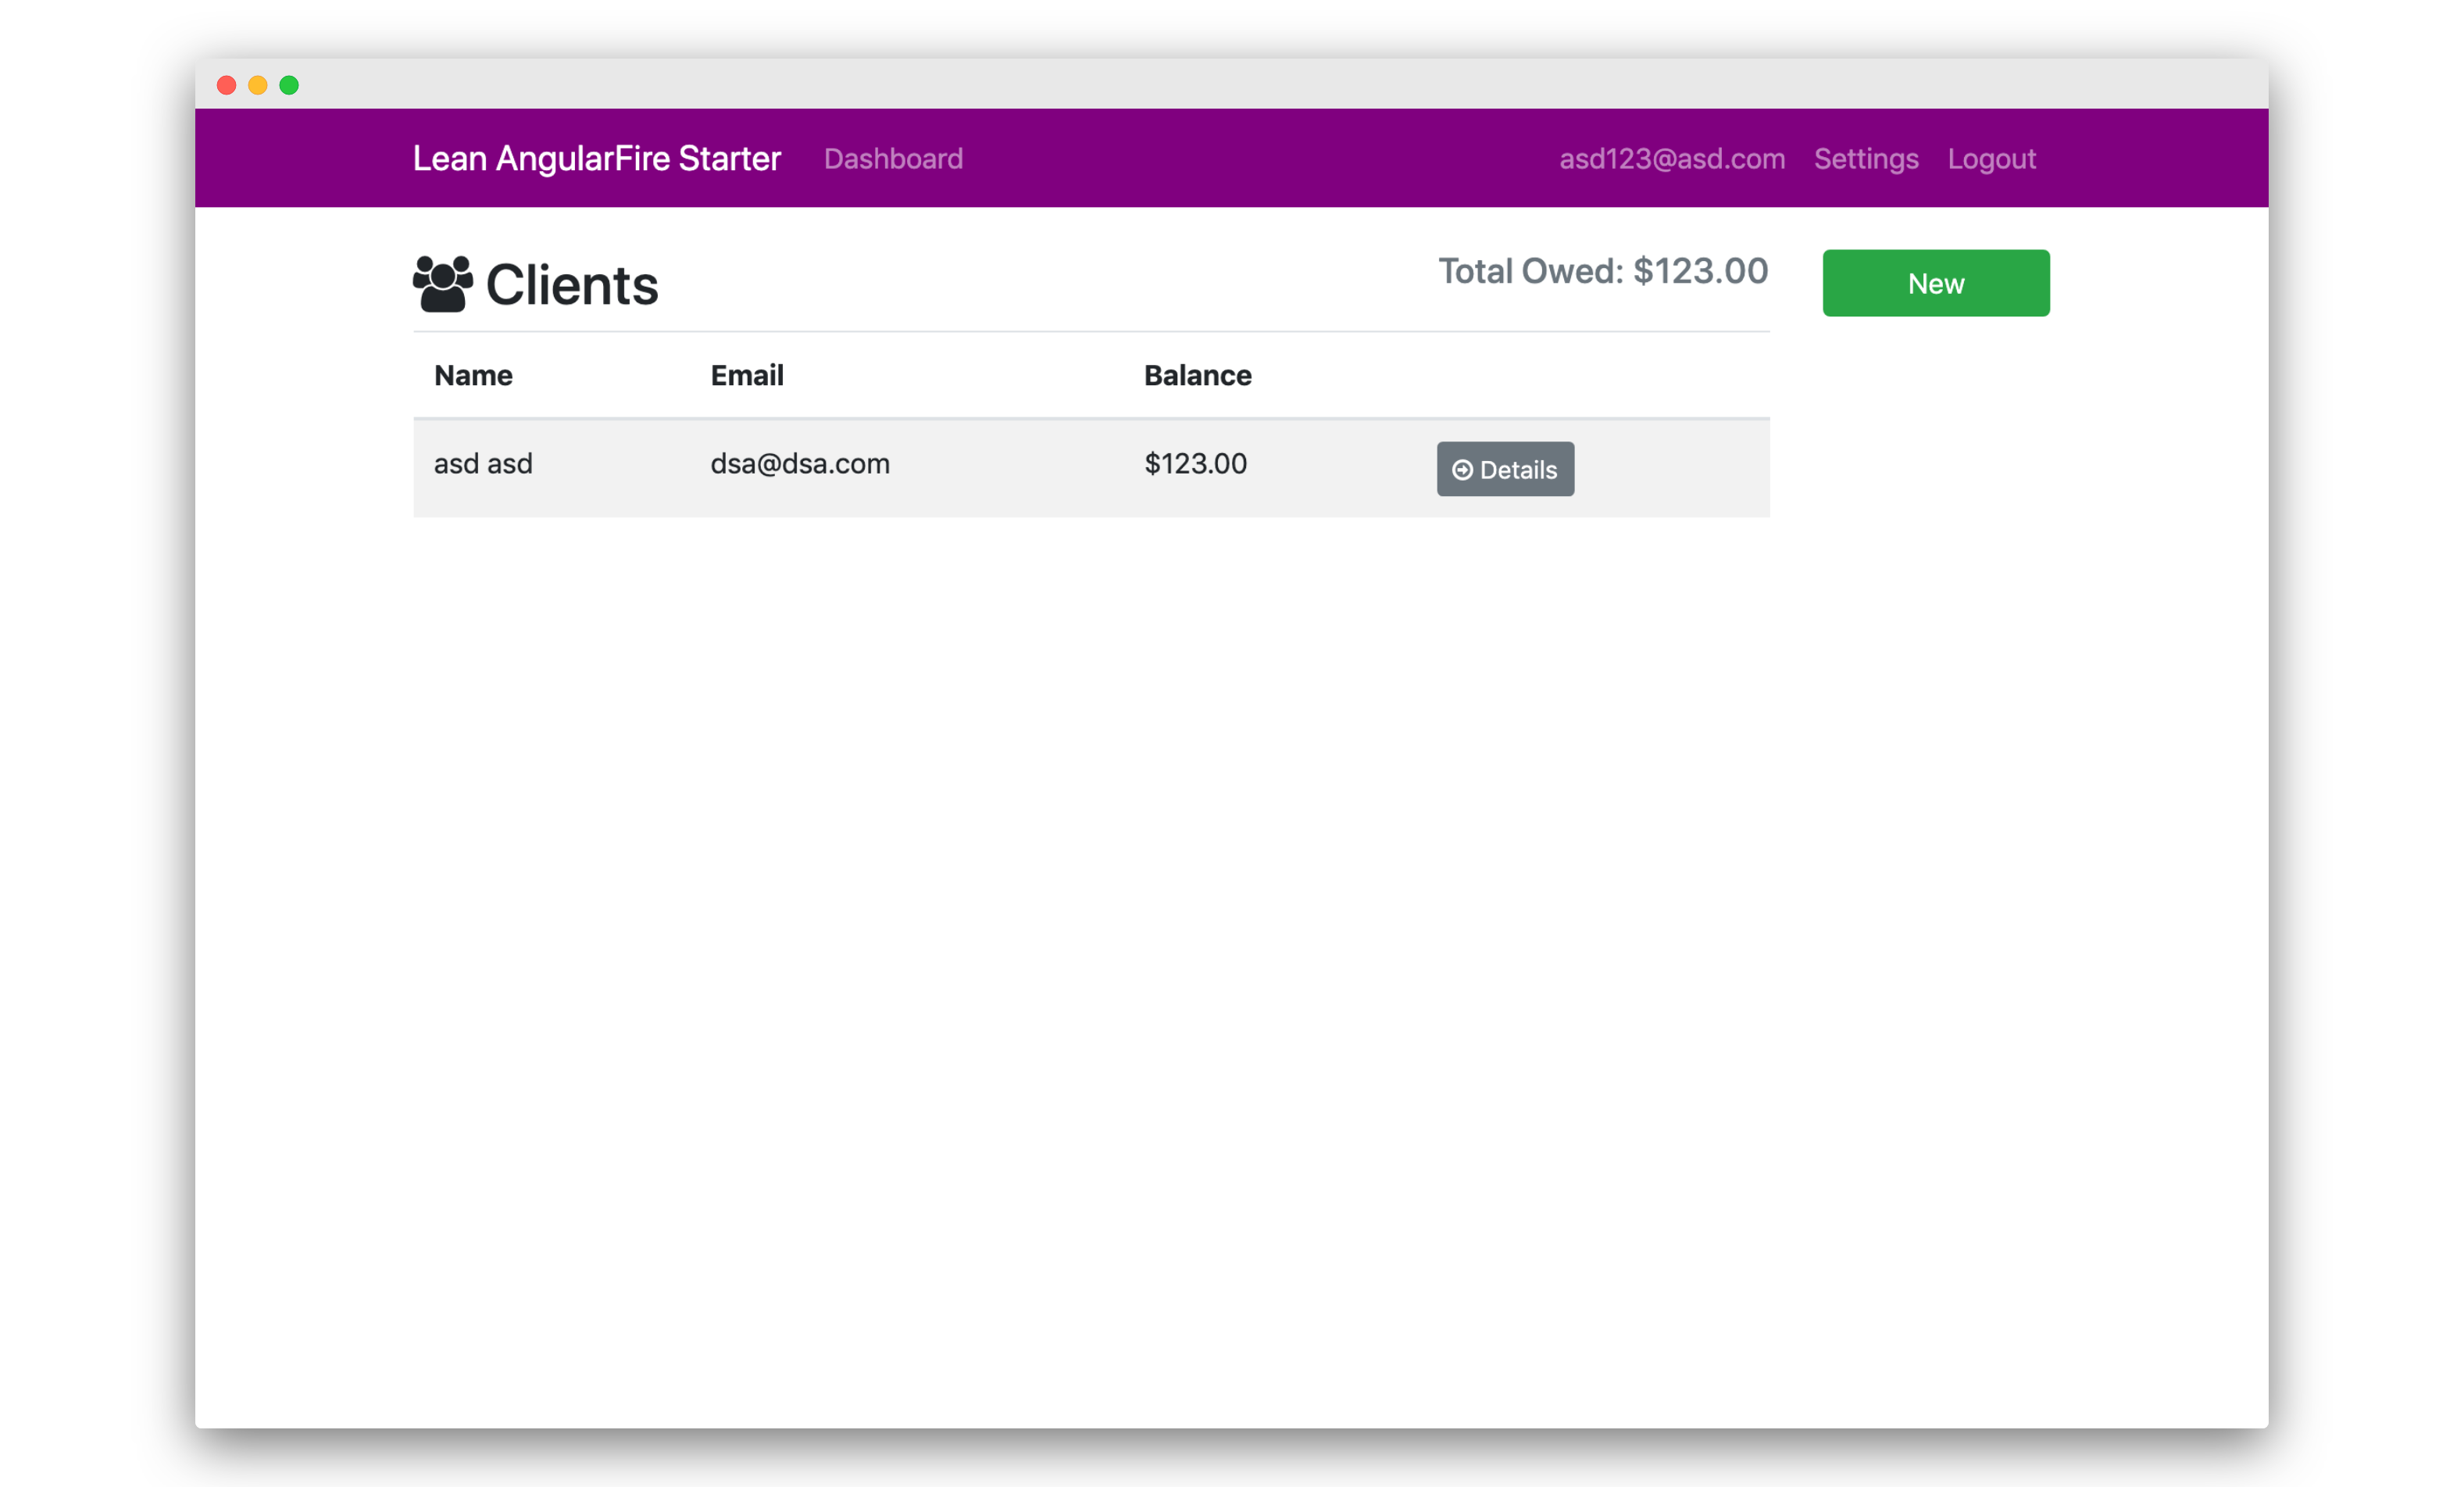 Lean AngularFire Starter Dashboard asd123@asd.com Settings Logout
Clients Total Owed: $123.00 New
Name Email Balance
asd asd dsa@dsa.com $123.00 Details